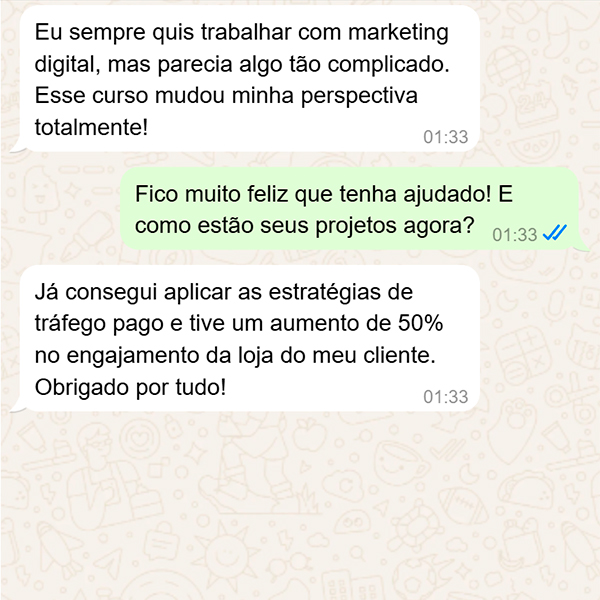 Eu sempre quis trabalhar com marketing
digital, mas parecia algo tão complicado.
Esse curso mudou minha perspectiva
totalmente!
01:33
Fico muito feliz que tenha ajudado! E
como estão seus projetos agora?
01:33
Já consegui aplicar as estratégias de
tráfego pago e tive um aumento de 50%
no engajamento da loja do meu cliente.
Obrigado por tudo!
01:33